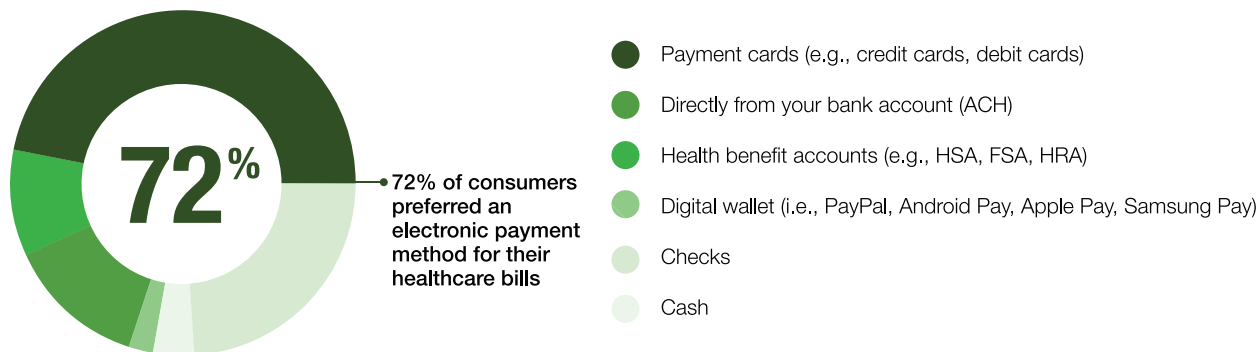 72%
72% of consumers
preferred an
electronic payment
method for their
healthcare bills
Payment cards (e.g., credit cards, debit cards)
Directly from your bank account (ACH)
Health benefit accounts (e.g., HSA, FSA, HRA)
Digital wallet (i.e., PayPal, Android Pay, Apple Pay, Samsung Pay)
Checks
Cash